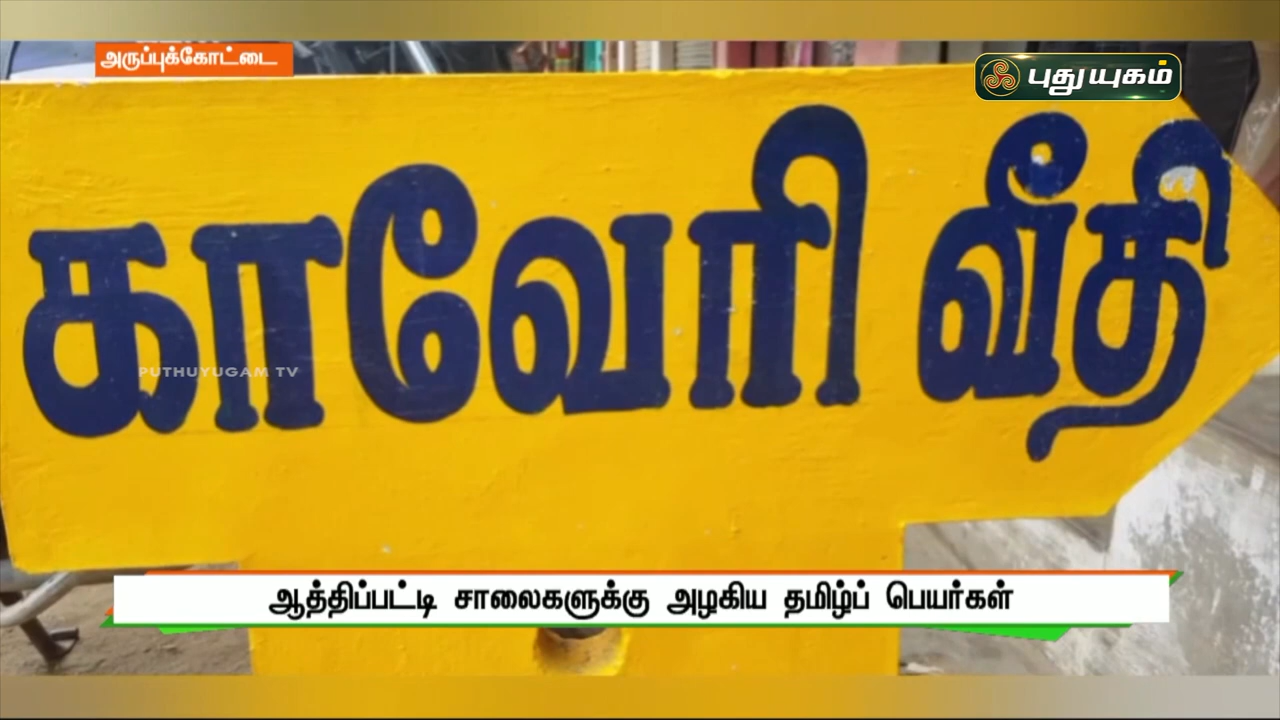 அருப்புக்கோட்டை
புதுயுகம்
காவேரி வீதி
PUTHUYUGAM TV
ஆத்திப்பட்டி சாலைகளுக்கு அழகிய தமிழ்ப் பெயர்கள்